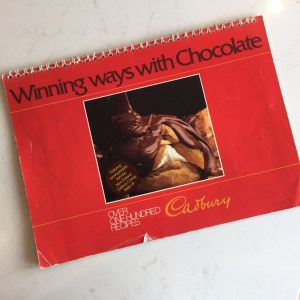 Winning ways with Chocolate
OVER
ONE HUNDRED
RECIPES
Cadbury